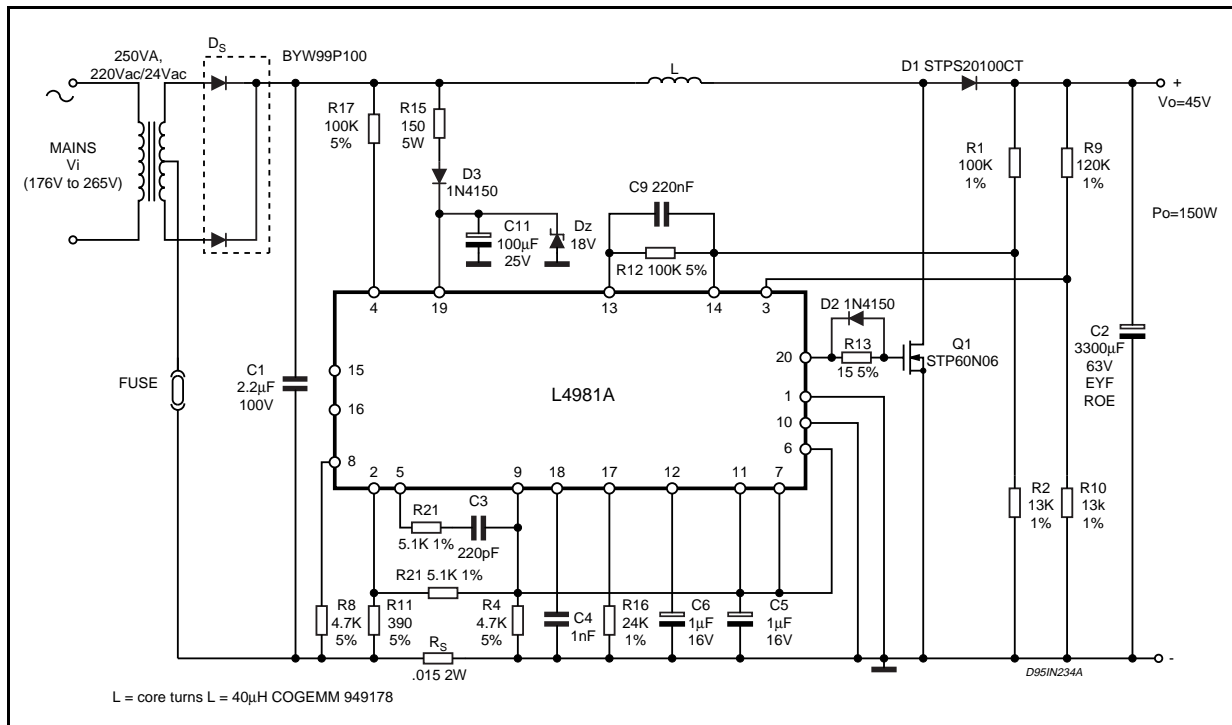 250VA,
220Vac/24Vac
DS
BYW99P100
MAINS
Vi
(176V to 265V)
FUSE
C1
2.2µF
100V
R17
100K
5%
R15
150
5W
D3
1N4150
C11
100µF
25V
Dz
18V
C9 220nF
R12 100K 5%
L
D1 STPS20100CT
+
Vo=45V
R1
100K
1%
R9
120K
1%
Po=150W
4
19
13
14
3
D2 1N4150
R13
15 5%
Q1
STP60N06
C2
3300µF
63V
EYF
ROE
15
16
8
L4981A
20
1
10
6
2
5
9
18
17
12
11
7
R21
5.1K 1%
C3
220pF
R21 5.1K 1%
R8
4.7K
5%
R11
390
5%
RS
.015 2W
R4
4.7K
5%
C4
1nF
R16
24K
1%
C6
1µF
16V
C5
1µF
16V
R2
13K
1%
R10
13k
1%
-
D95IN234A
L = core turns L = 40µH COGEMM 949178